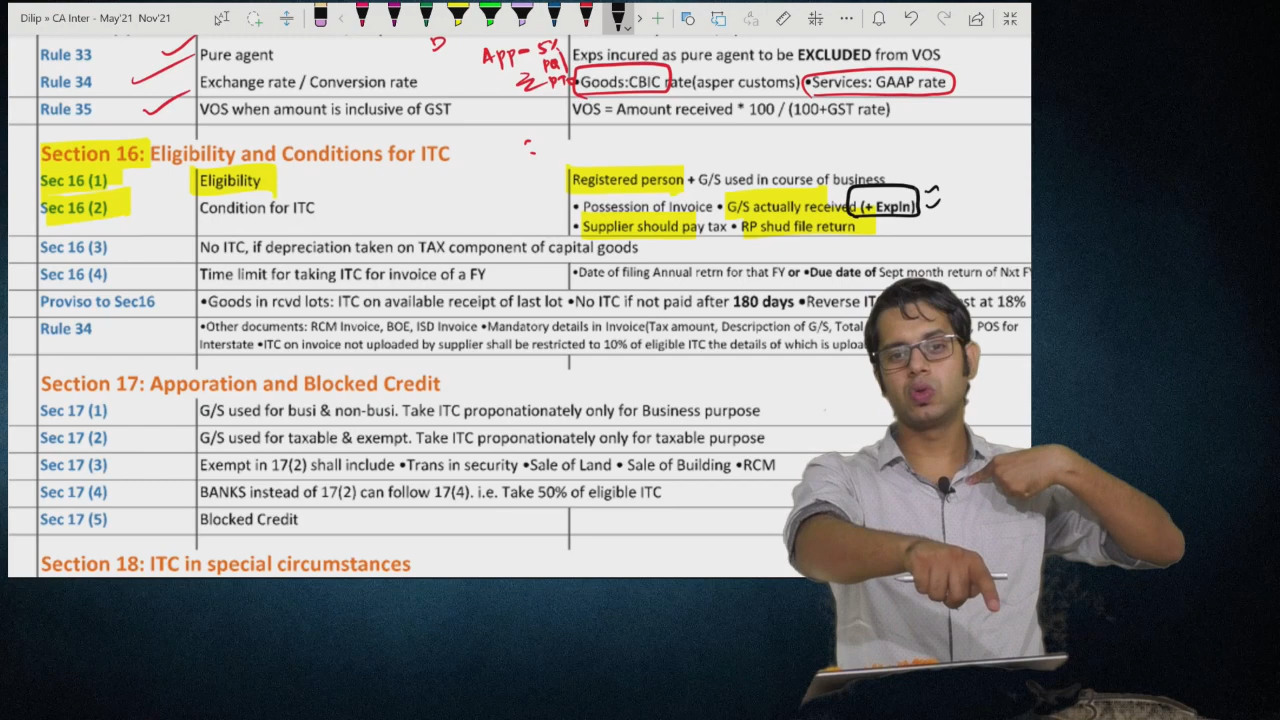 Dilip » CA Inter - May'21 Nov'21
Rule 33 Pure agent Exps incured as pure agent to be EXCLUDED from VOS
App - 5%
Rule 34 Exchange rate / Conversion rate •Goods:CBIC rate(asper customs) •Services: GAAP rate
Rule 35 VOS when amount is inclusive of GST VOS = Amount received * 100 / (100+GST rate)
Section 16: Eligibility and Conditions for ITC
Sec 16 (1) Eligibility Registered person + G/S used in course of business
Sec 16 (2) Condition for ITC • Possession of Invoice • G/S actually received (+ Expln)
• Supplier should pay tax • RP shud file return
Sec 16 (3) No ITC, if depreciation taken on TAX component of capital goods
Sec 16 (4) Time limit for taking ITC for invoice of a FY •Date of filing Annual retrn for that FY or •Due date of Sept month return of Nxt FY
Proviso to Sec16 •Goods in rcvd lots: ITC on available receipt of last lot •No ITC if not paid after 180 days •Reverse at 18%
Rule 34 •Other documents: RCM Invoice, BOE, ISD Invoice •Mandatory details in Invoice(Tax amount, Descripction of G/S, Total POS for
Interstate •ITC on invoice not uploaded by supplier shall be restricted to 10% of eligible ITC the details of which is
Section 17: Apporation and Blocked Credit
Sec 17 (1) G/S used for busi & non-busi. Take ITC proponationately only for Business purpose
Sec 17 (2) G/S used for taxable & exempt. Take ITC proponationately only for taxable purpose
Sec 17 (3) Exempt in 17(2) shall include •Trans in security •Sale of Land • Sale of Building •RCM
Sec 17 (4) BANKS instead of 17(2) can follow 17(4). i.e. Take 50% of eligible ITC
Sec 17 (5) Blocked Credit
Section 18: ITC in special circumstances